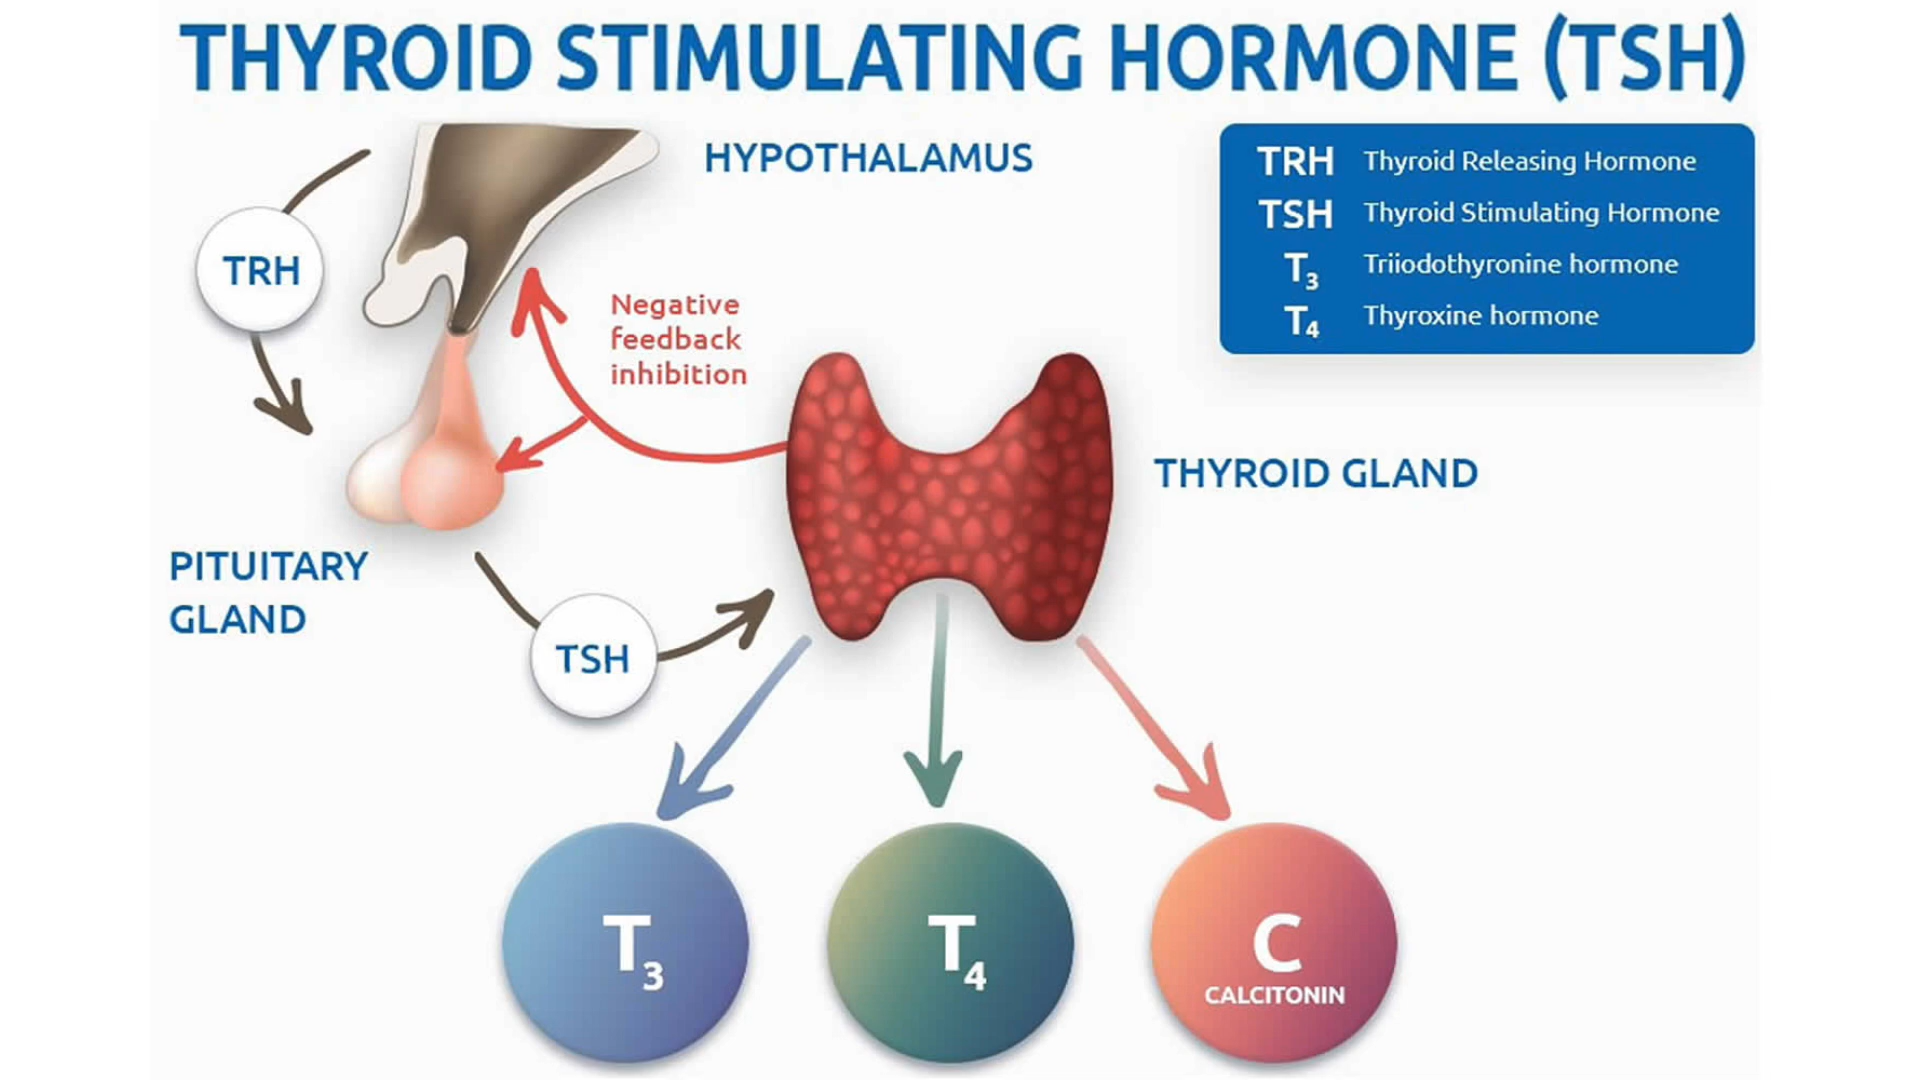 THYROID STIMULATING HORMONE (TSH)
HYPOTHALAMUS
TRH Thyroid Releasing Hormone
TSH Thyroid Stimulating Hormone
T3 Triiodothyronine hormone
T4 Thyroxine hormone
TRH
Negative
feedback
inhibition
THYROID GLAND
PITUITARY
GLAND
TSH
T3
T4
C
CALCITONIN